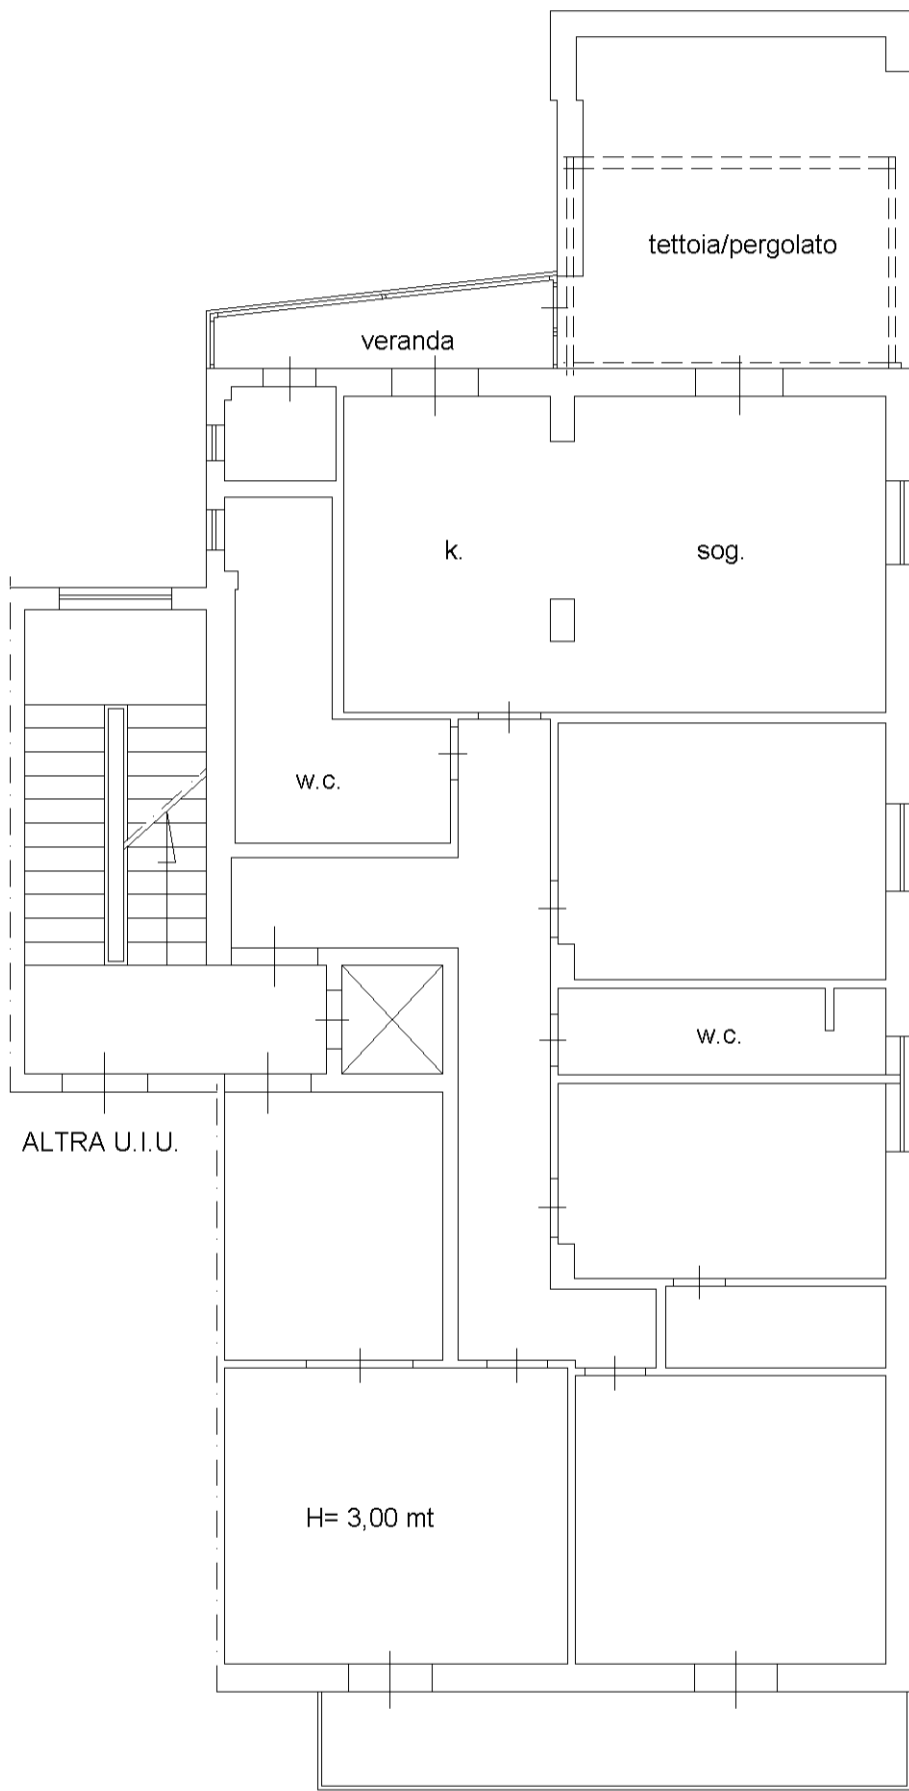 tettoia/pergolato
veranda
k.
sog.
w.c.
w.c.
ALTRA U.I.U.
H= 3,00 mt